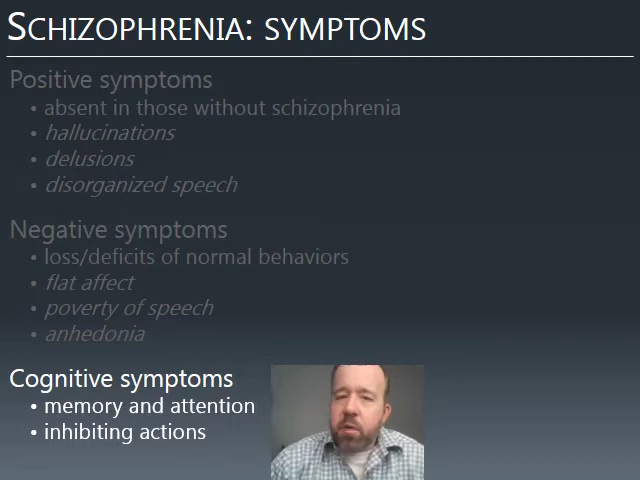 SCHIZOPHRENIA: SYMPTOMS
Positive symptoms
• absent in those without schizophrenia
• hallucinations
• delusions
• disorganized speech
Negative symptoms
• loss/deficits of normal behaviors
• flat affect
• poverty of speech
• anhedonia
Cognitive symptoms
• memory and attention
• inhibiting actions